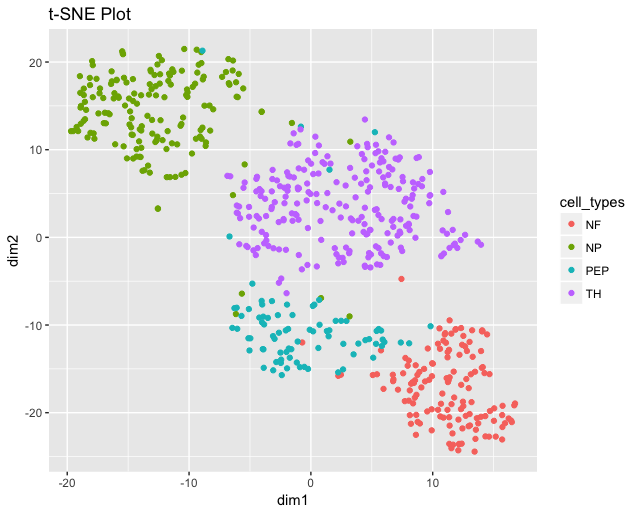 t-SNE Plot
20
10
0
-10
-20
dim2
-20
-10
0
10
dim1
cell_types
NF
NP
PEP
TH